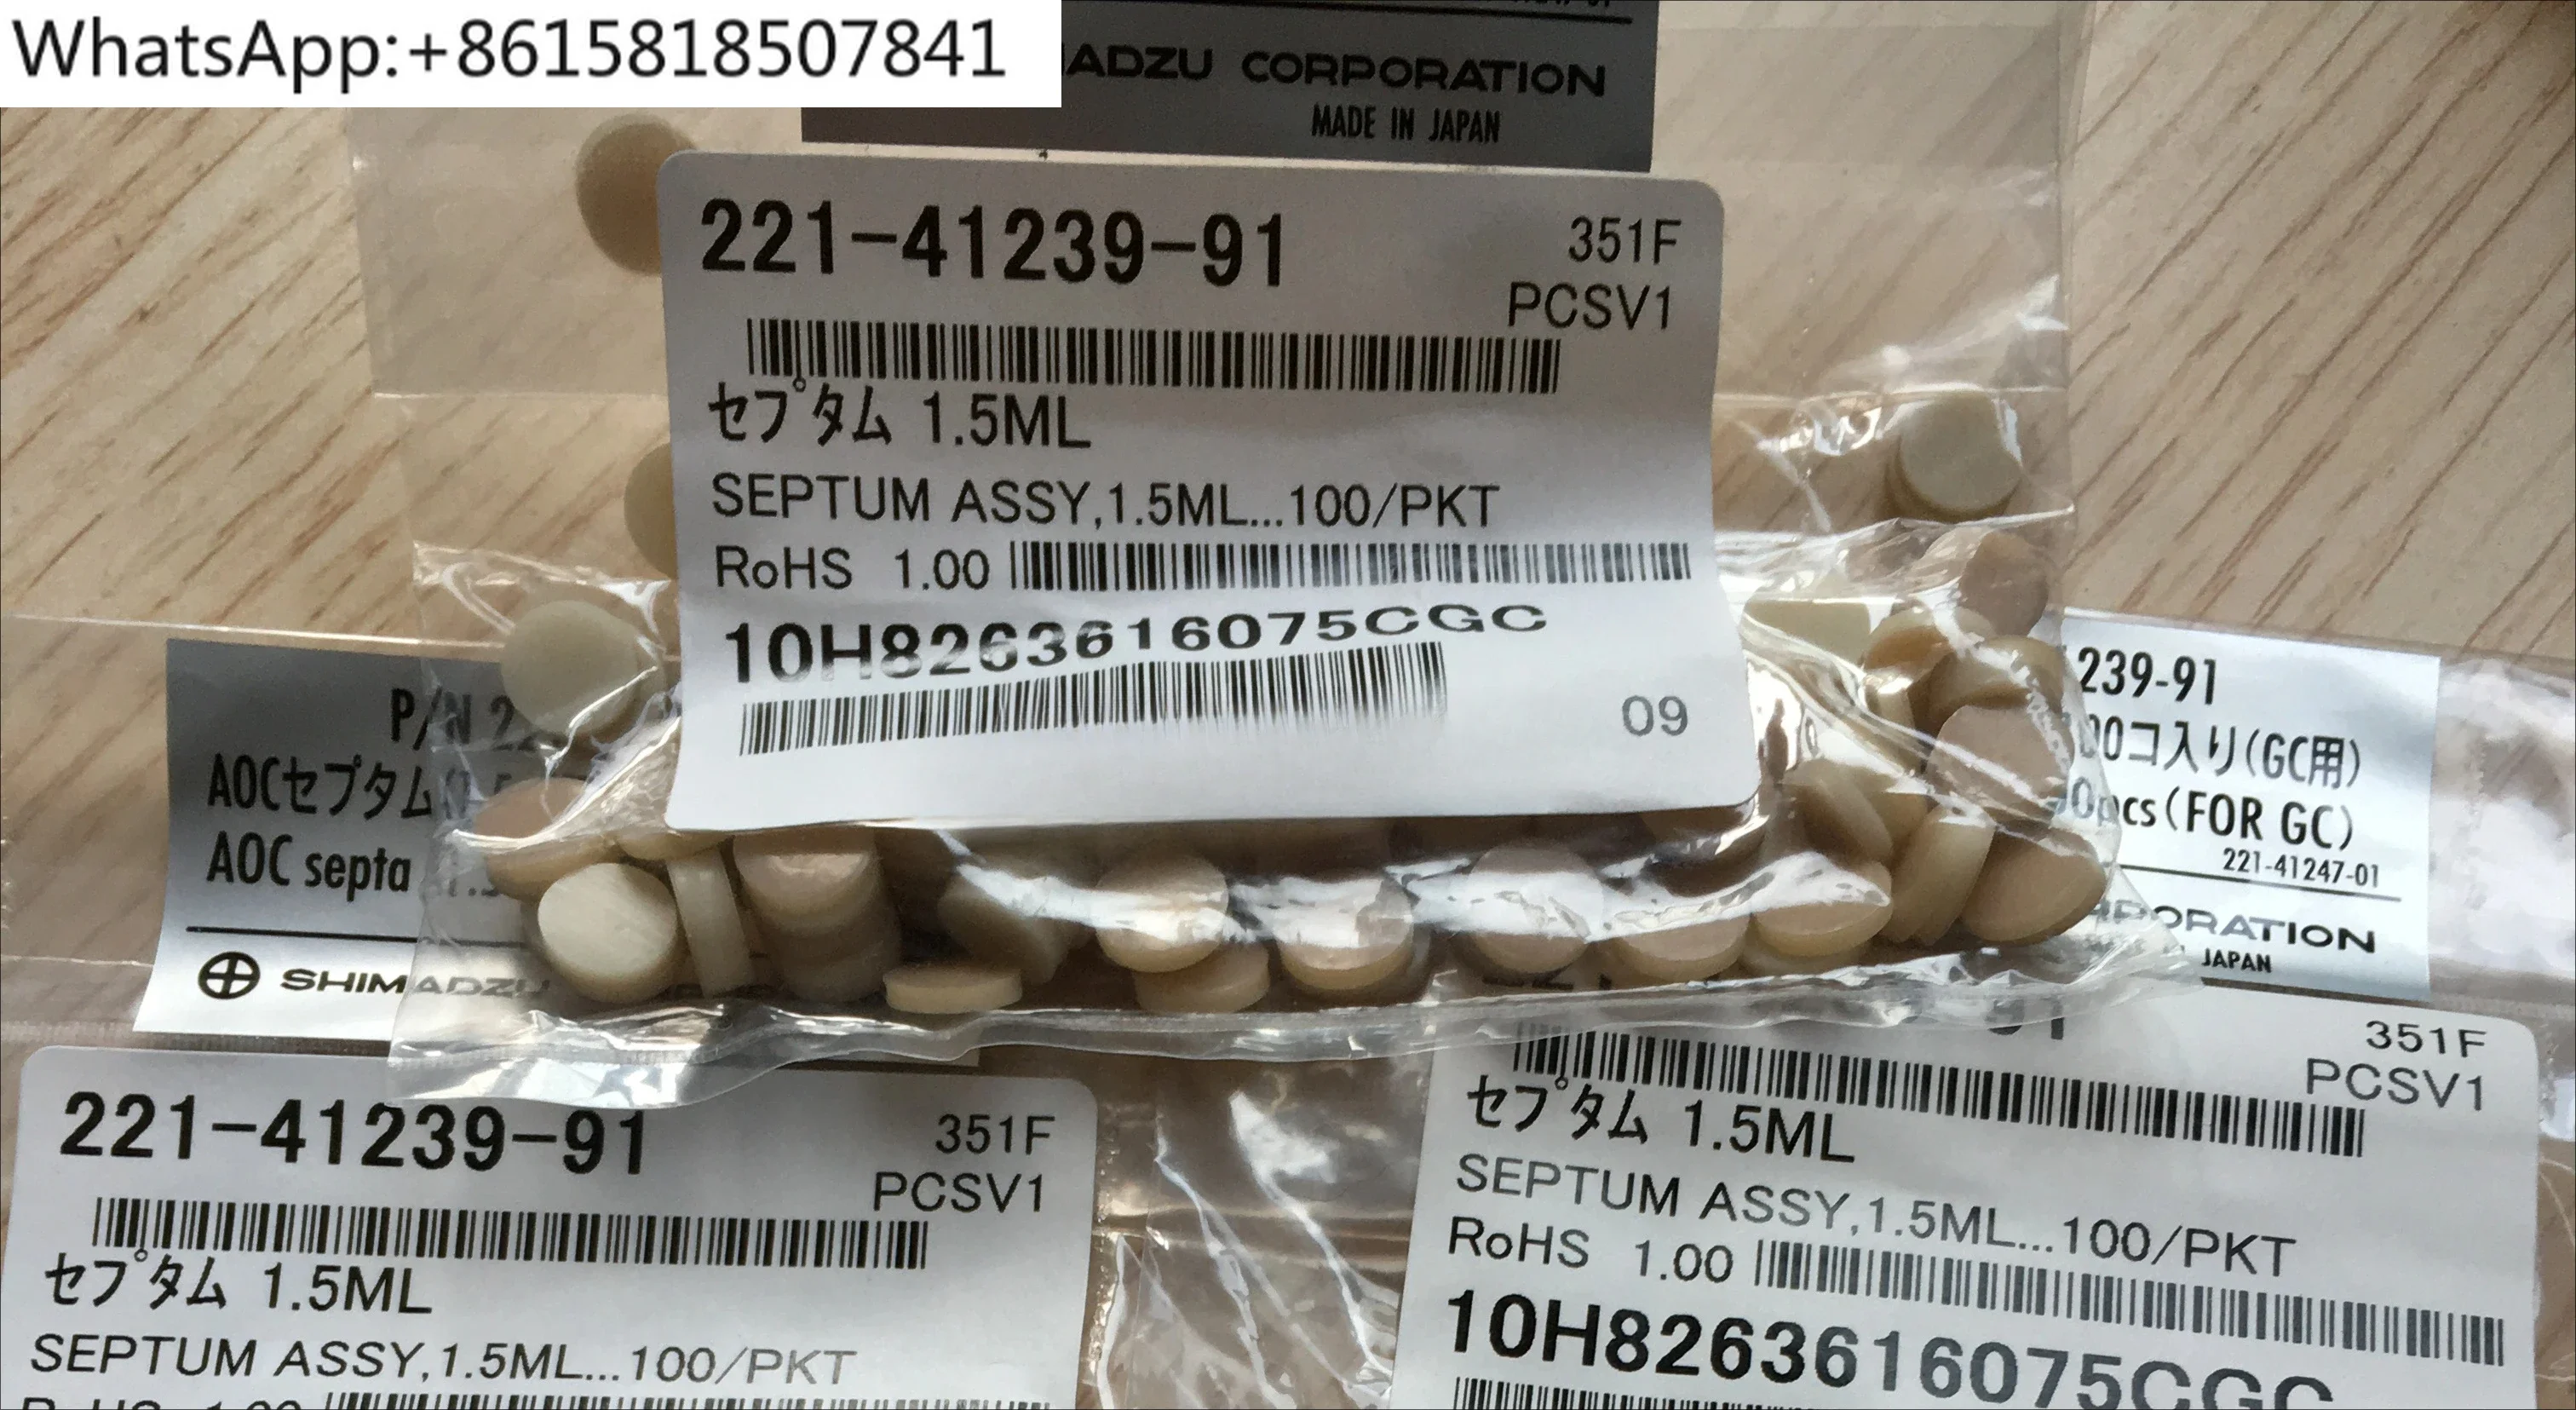 WhatsApp:+8615818507841
ADZU CORPORATION
MADE IN JAPAN
221-41239-91
351F
PCSV1
セプタム 1.5ML
SEPTUM ASSY,1.5ML...100/PKT
RoHS 1.00
10H8263616075CGC
09
P/N 22
AOCセプタム
AOC septa
SHIMADZU
239-91
00コ入り(GC用)
0pcs(FOR GC)
221-41247-01
ORPORATION
JAPAN
221-41239-91
351F
PCSV1
セプタム 1.5ML
SEPTUM ASSY,1.5ML...100/PKT
351F
PCSV1
セプタム 1.5ML
SEPTUM ASSY,1.5ML...100/PKT
RoHS 1.00
10H8263616075CGC